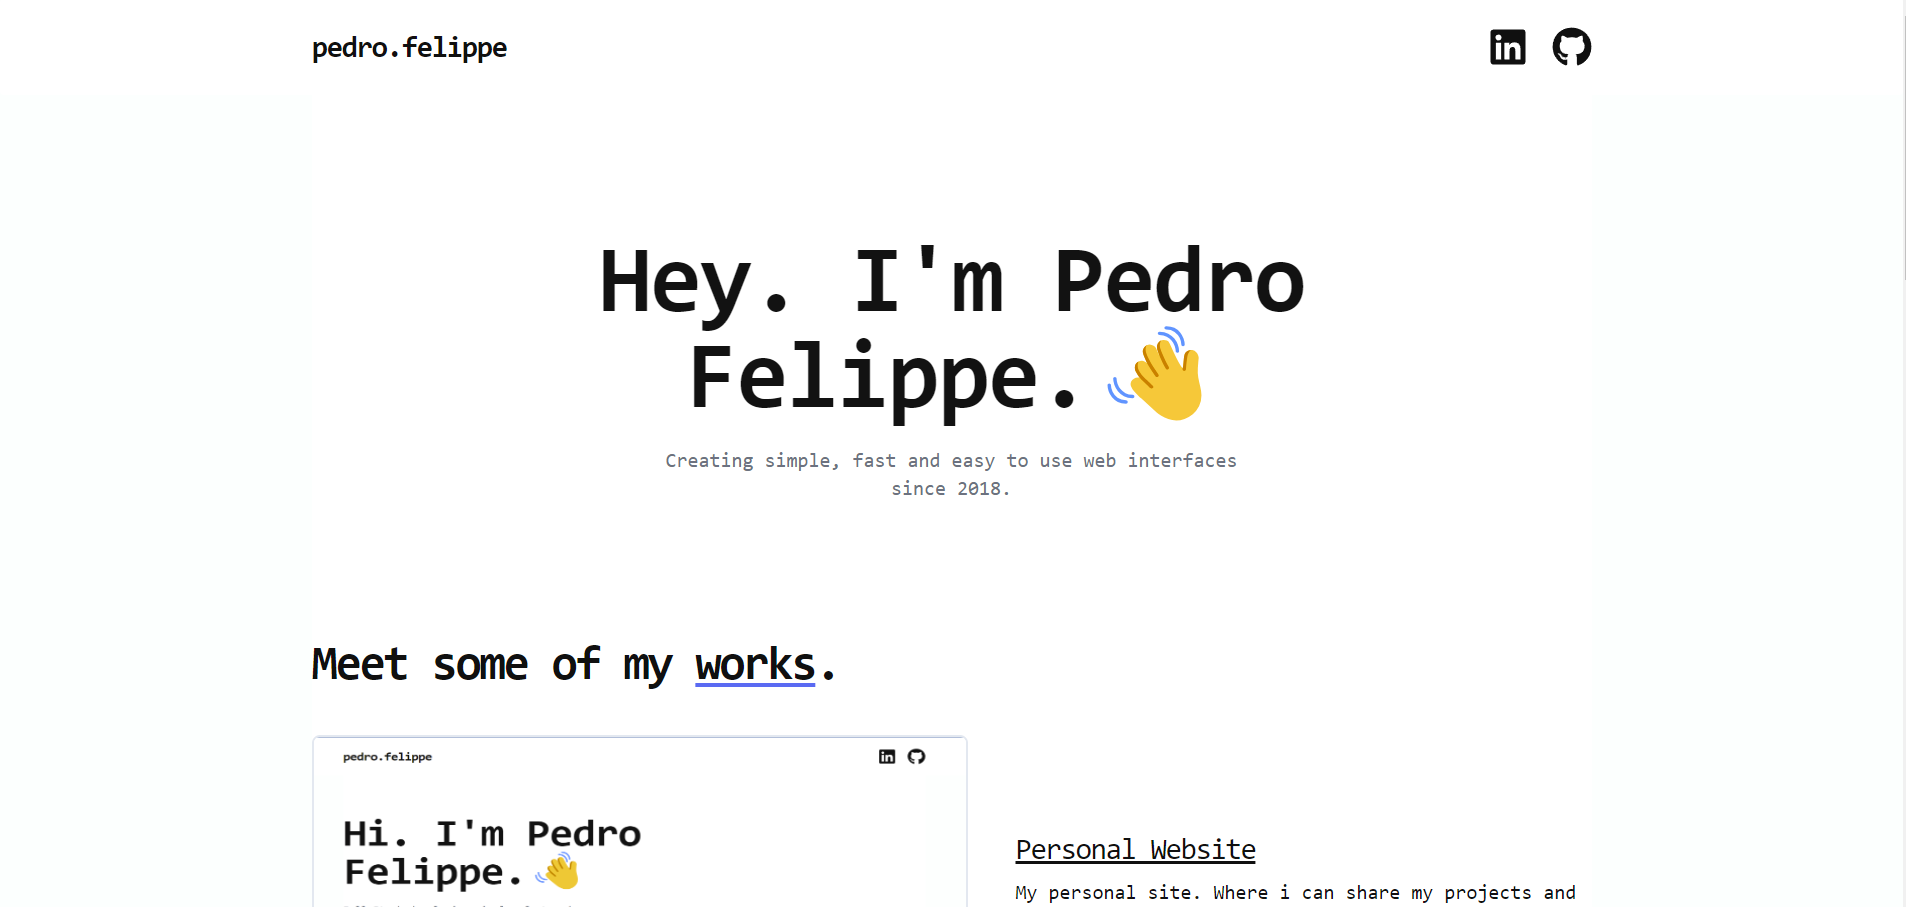 pedro.felippe
Hey. I'm Pedro
Felippe.
Creating simple, fast and easy to use web interfaces
since 2018.
Meet some of my works.
pedro.felippe
Hi. I'm Pedro
Felippe.
Personal Website
My personal site. Where i can share my projects and